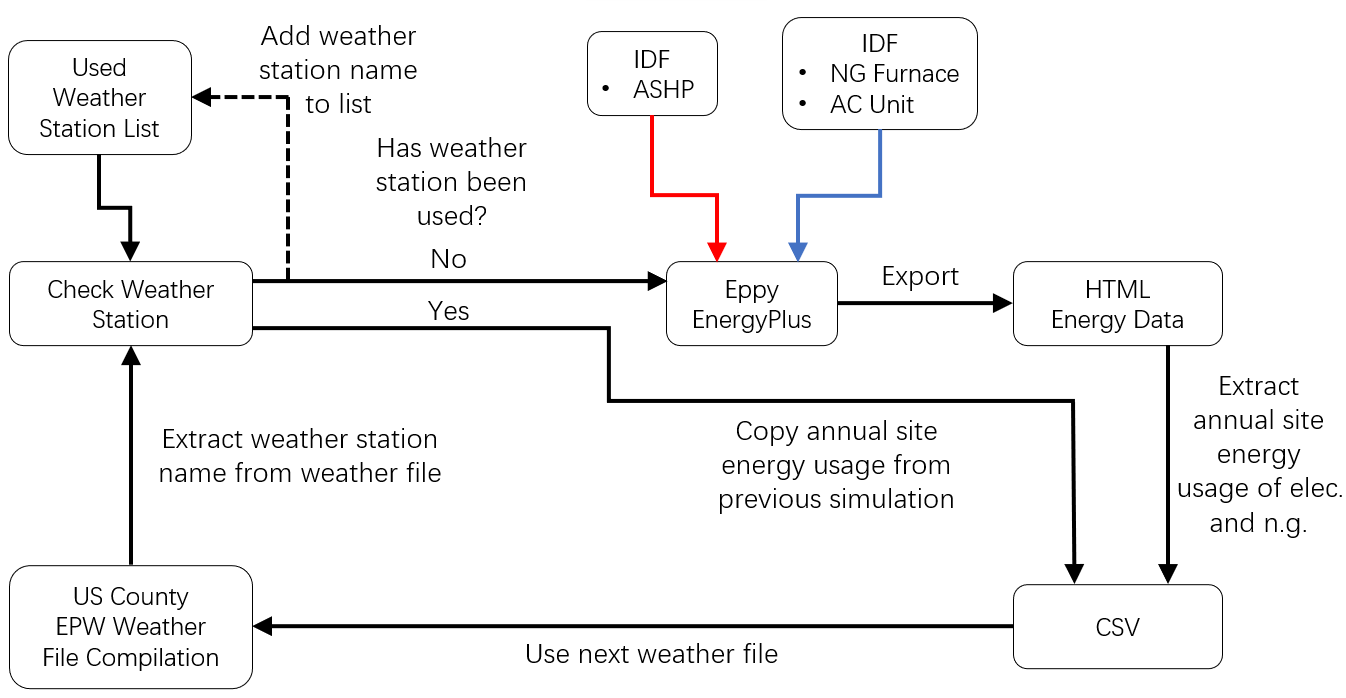 Used
Weather
Station List
Add weather
station name
to list
IDF
• ASHP
IDF
• NG Furnace
• AC Unit
Has weather
station been
used?
No
Yes
Check Weather
Station
Eppy
EnergyPlus
Export
HTML
Energy Data
Extract weather station
name from weather file
Copy annual site
energy usage from
previous simulation
Extract
annual site
energy
usage of elec.
and n.g.
US County
EPW Weather
File Compilation
Use next weather file
CSV